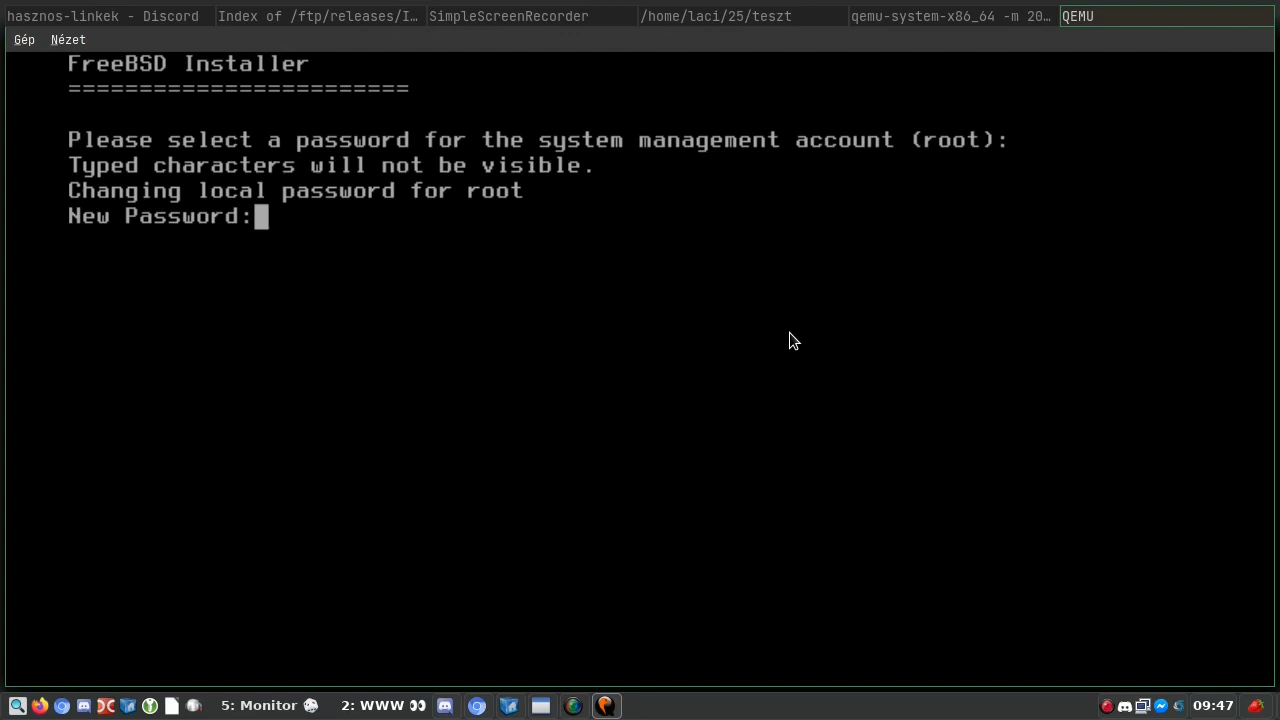 hasznos-linkek - Discord
Index of /ftp/releases/I…
SimpleScreenRecorder
/home/laci/25/teszt
qemu-system-x86_64 -m 20…
QEMU
Gép Nézet
FreeBSD Installer
========================
Please select a password for the system management account (root):
Typed characters will not be visible.
Changing local password for root
New Password:
5: Monitor
2: WWW
09:47